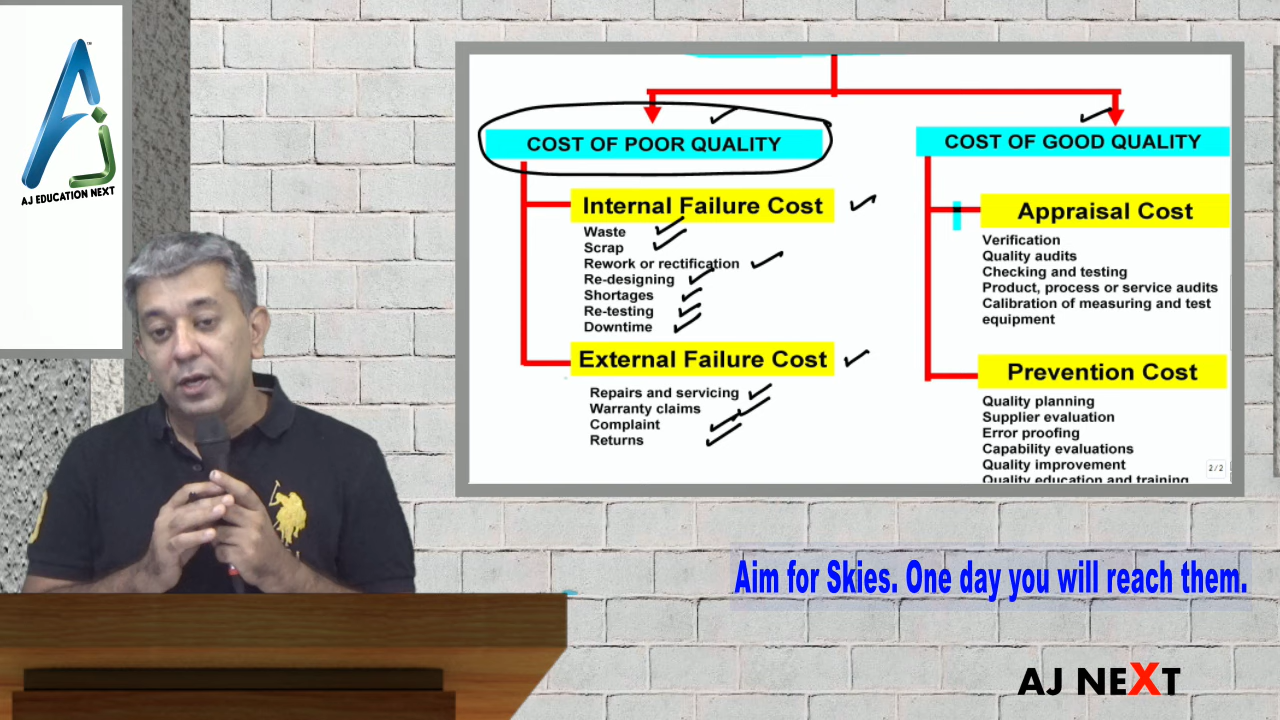 AJ EDUCATION NEXT
COST OF POOR QUALITY
Internal Failure Cost
Waste
Scrap
Rework or rectification
Re-designing
Shortages
Re-testing
Downtime
External Failure Cost
Repairs and servicing
Warranty claims
Complaint
Returns
COST OF GOOD QUALITY
Appraisal Cost
Verification
Quality audits
Checking and testing
Product, process or service audits
Calibration of measuring and test
equipment
Prevention Cost
Quality planning
Supplier evaluation
Error proofing
Capability evaluations
Quality improvement
Quality education and training
2/2
Aim for Skies. One day you will reach them.
AJ NEXT